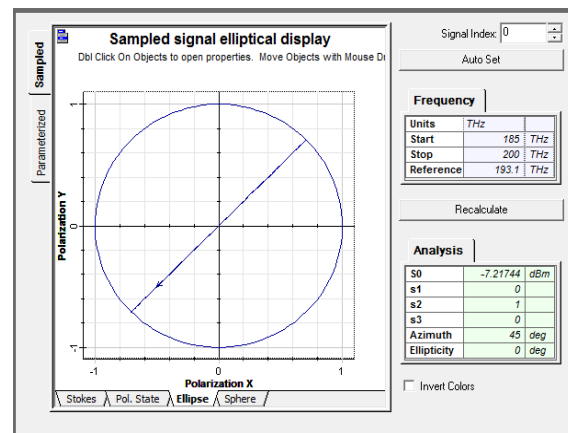 Sampled signal elliptical display
Dbl Click On Objects to open properties. Move Objects with Mouse Dr
Sampled
Parameterized
Polarization Y
1
0
-1
-1
0
1
Polarization X
Stokes
Pol. State
Ellipse
Sphere
Signal Index: 0
Auto Set
Frequency
Units THz
Start 185 THz
Stop 200 THz
Reference 193.1 THz
Recalculate
Analysis
S0 -7.21744 dBm
s1 0
s2 1
s3 0
Azimuth 45 deg
Ellipticity 0 deg
Invert Colors